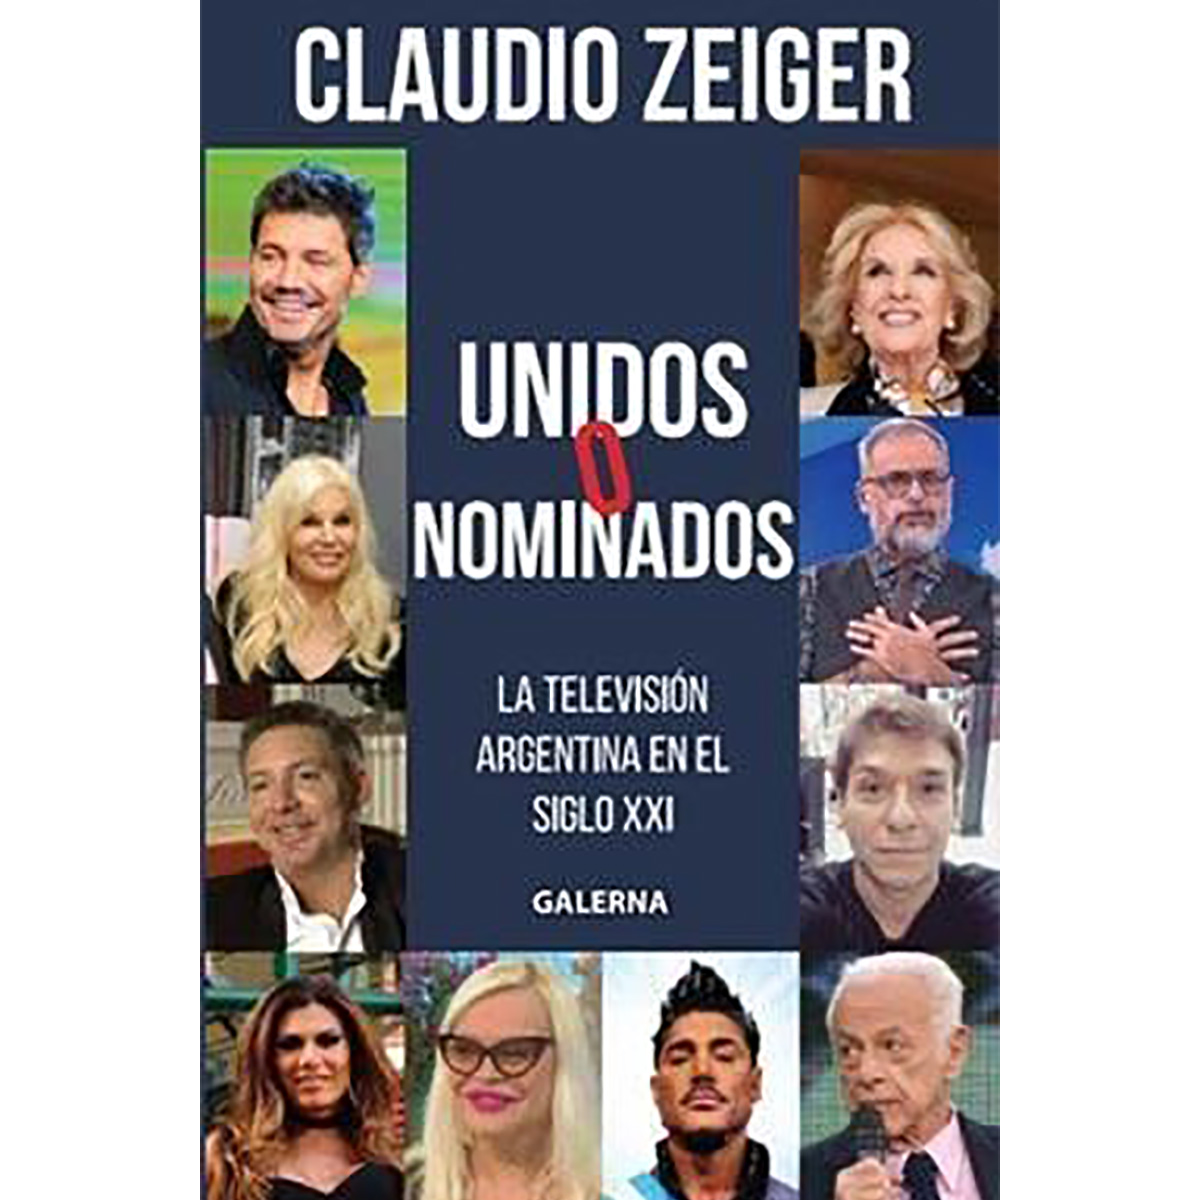 CLAUDIO ZEIGER
UNIDOS
O
NOMINADOS
LA TELEVISIÓN
ARGENTINA EN EL
SIGLO XXI
GALERNA